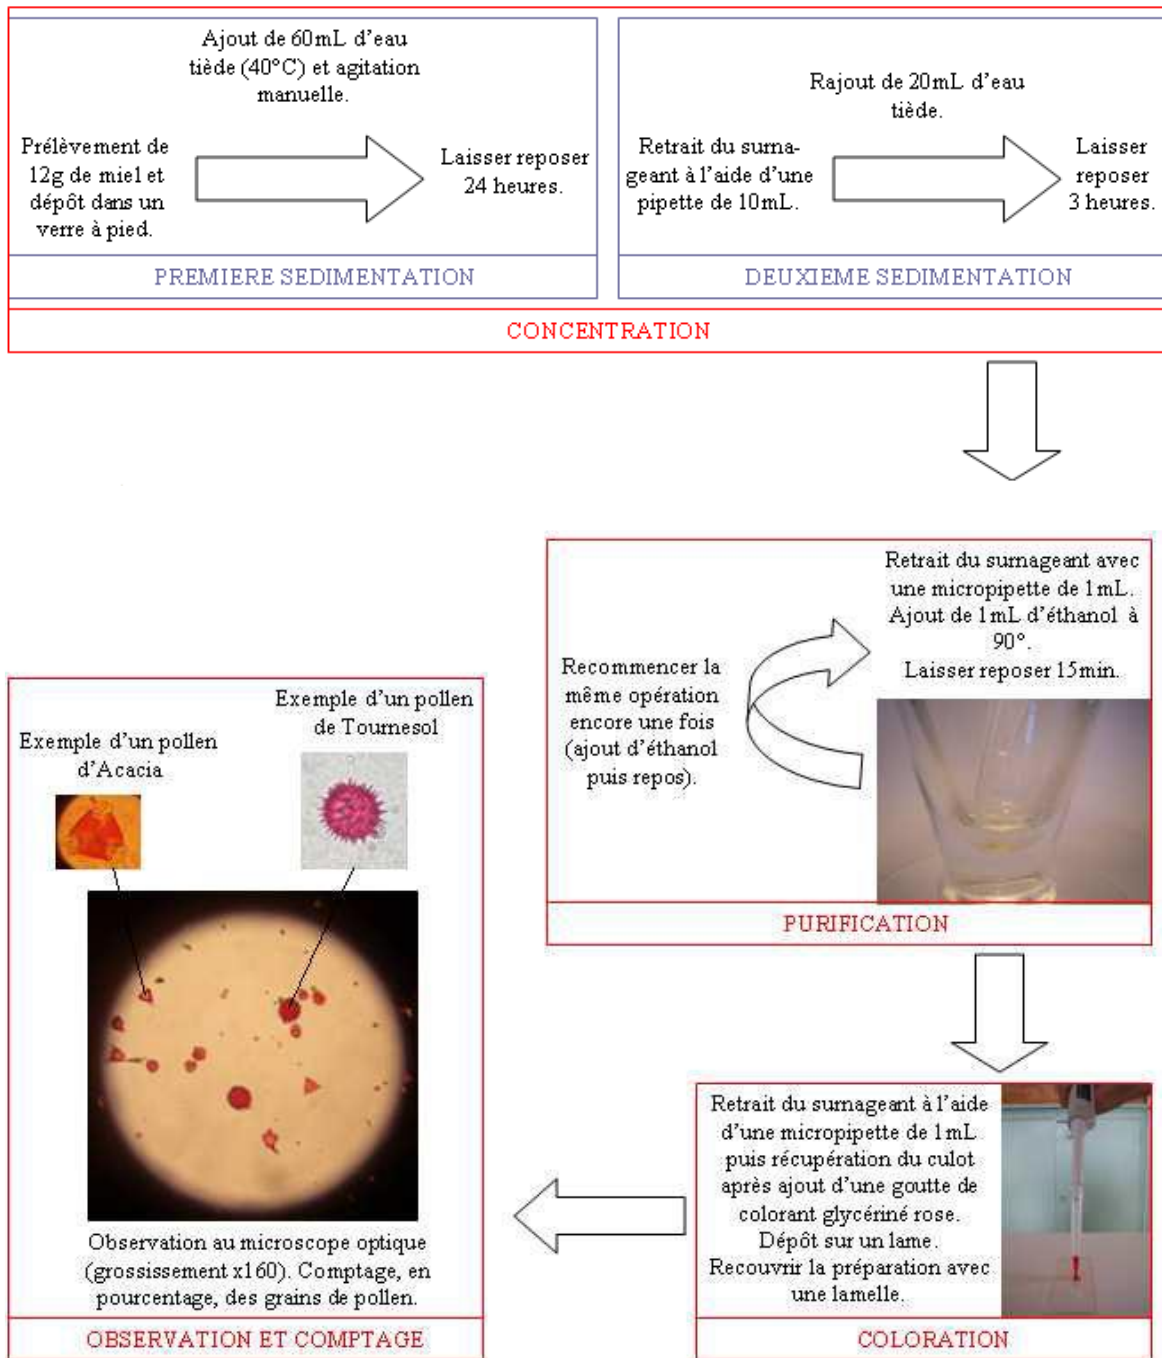 Ajout de 60mL d'eau
tiède (40°C) et agitation
manuelle.
Prélèvement de
12g de miel et
dépôt dans un
verre à pied.
Laisser reposer
24 heures.
PREMIERE SEDIMENTATION
Rajout de 20mL d'eau
tiède.
Retrait du surna-
geant à l'aide d'une
pipette de 10mL.
Laisser
reposer
3 heures.
DEUXIEME SEDIMENTATION
CONCENTRATION
Retrait du surnageant avec
une micropipette de 1mL.
Ajout de 1mL d'éthanol à
90°.
Laisser reposer 15min.
Recommencer la
même opération
encore une fois
(ajout d'éthanol
puis repos).
PURIFICATION
Retrait du surnageant à l'aide
d'une micropipette de 1mL
puis récupération du culot
après ajout d'une goutte de
colorant glycériné rose.
Dépôt sur un lame.
Recouvrir la préparation avec
une lamelle.
COLORATION
Exemple d'un pollen
de Tournesol
Exemple d'un pollen
d'Acacia
Observation au microscope optique
(grossissement x160). Comptage, en
pourcentage, des grains de pollen.
OBSERVATION ET COMPTAGE